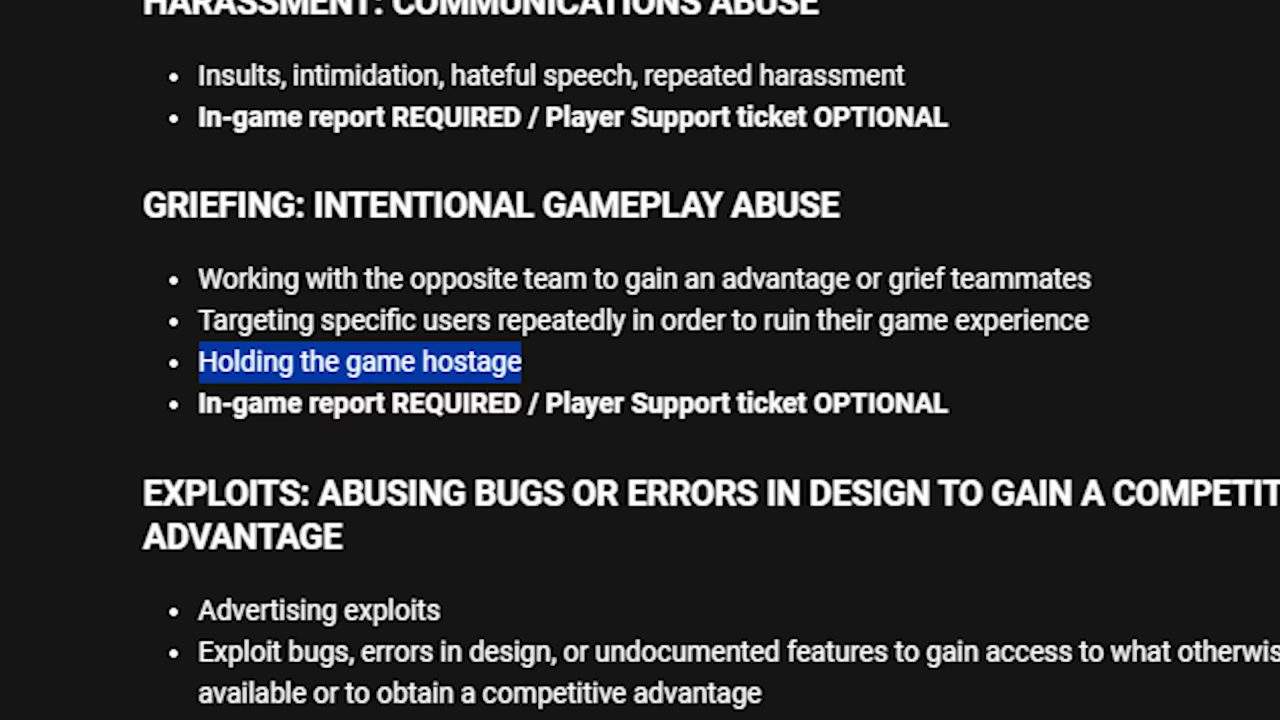 HARASSMENT: COMMUNICATIONS ABUSE
• Insults, intimidation, hateful speech, repeated harassment
• In-game report REQUIRED / Player Support ticket OPTIONAL
GRIEFING: INTENTIONAL GAMEPLAY ABUSE
• Working with the opposite team to gain an advantage or grief teammates
• Targeting specific users repeatedly in order to ruin their game experience
• Holding the game hostage
• In-game report REQUIRED / Player Support ticket OPTIONAL
EXPLOITS: ABUSING BUGS OR ERRORS IN DESIGN TO GAIN A
ADVANTAGE
• Advertising exploits
• Exploit bugs, errors in design, or undocumented features to gain access to what
available or to obtain a competitive advantage